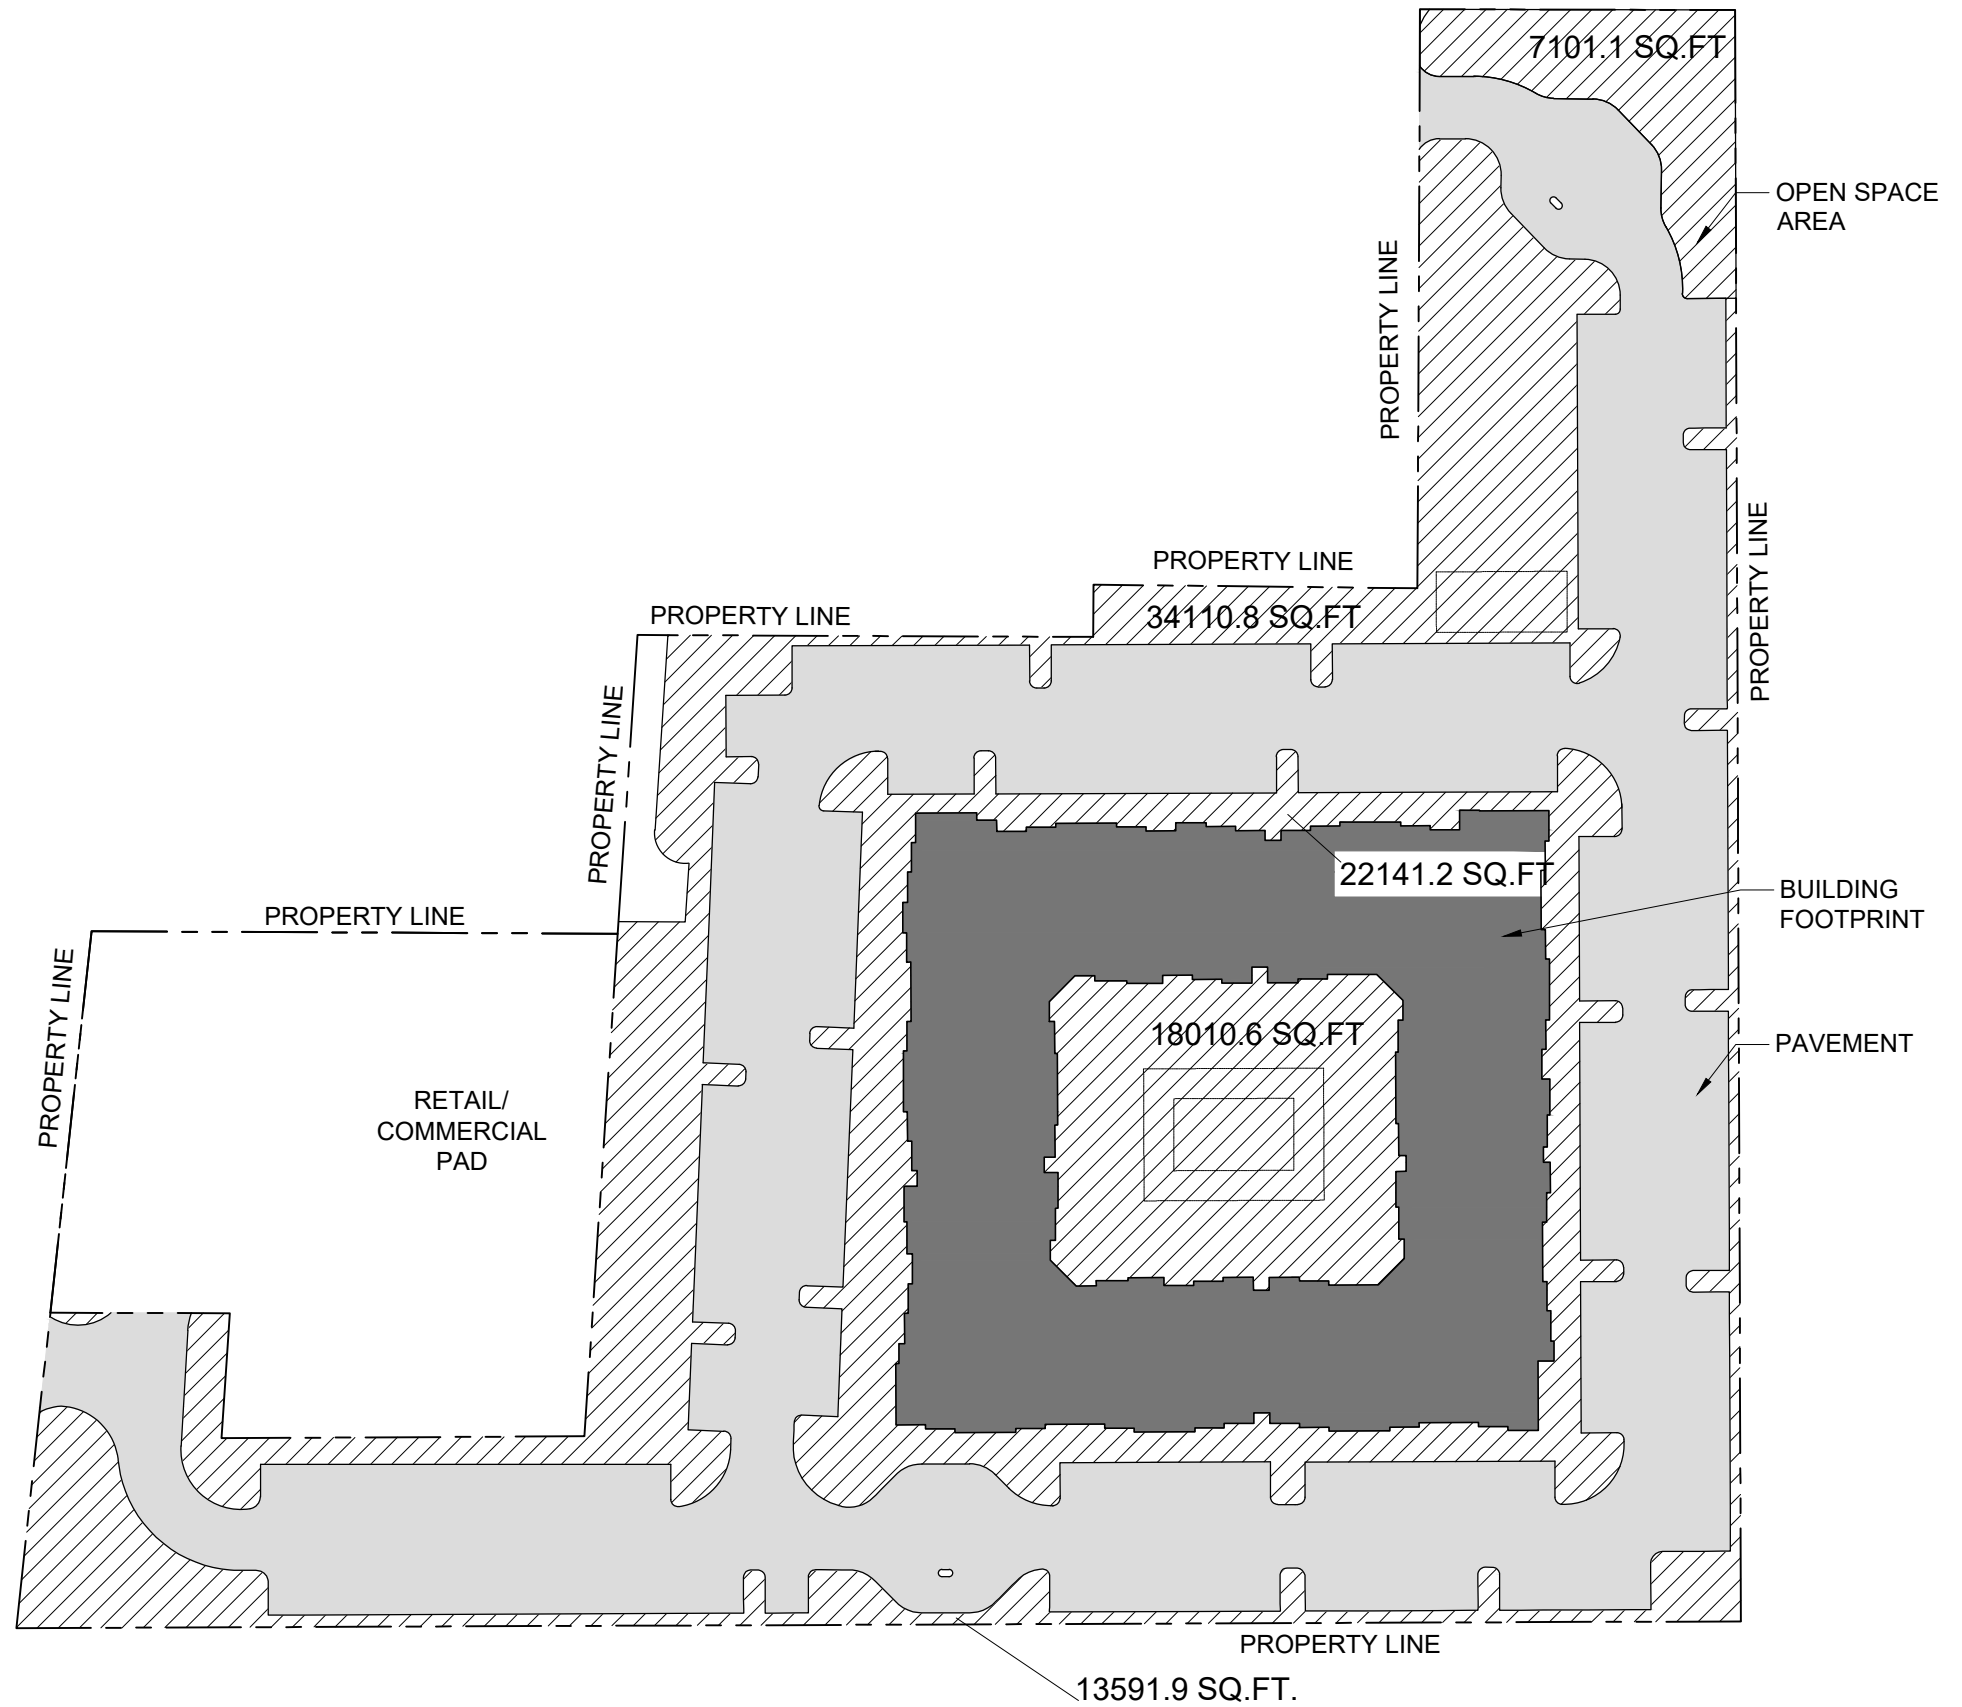 7101.1 SQ.FT
OPEN SPACE
AREA
PROPERTY LINE
PROPERTY LINE
PROPERTY LINE
34110.8 SQ.FT
PROPERTY LINE
PROPERTY LINE
22141.2 SQ.FT
BUILDING
FOOTPRINT
PROPERTY LINE
PROPERTY LINE
18010.6 SQ.FT
PAVEMENT
RETAIL/
COMMERCIAL
PAD
PROPERTY LINE
13591.9 SQ.FT.